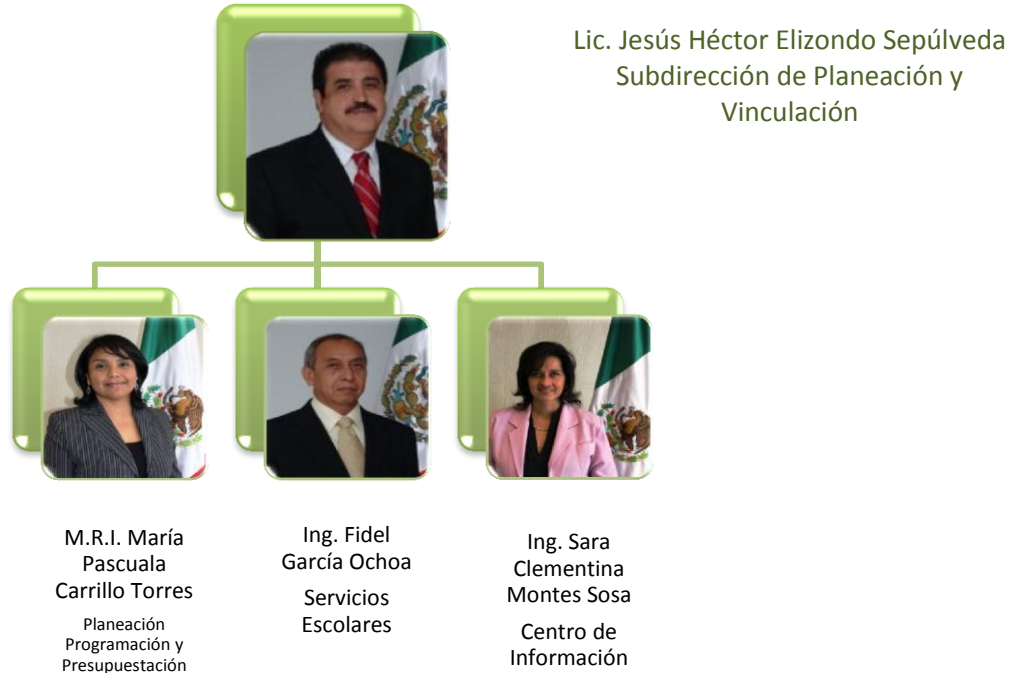 Lic. Jesús Héctor Elizondo Sepúlveda
Subdirección de Planeación y
Vinculación
M.R.I. María
Pascuala
Carrillo Torres
Planeación
Programación y
Presupuestación
Ing. Fidel
García Ochoa
Servicios
Escolares
Ing. Sara
Clementina
Montes Sosa
Centro de
Información